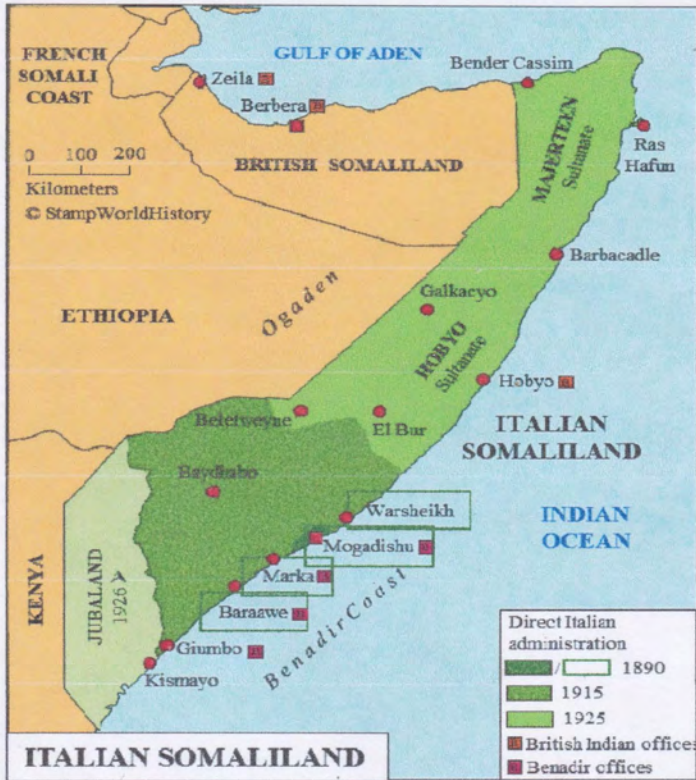 FRENCH
SOMALI
COAST
GULF OF ADEN
Zeila
Bender Cassim
Berbera
BRITISH SOMALILAND
MAJERTEEN
Sultanate
Ras
Hafun
0 100 200
Kilometers
© StampWorldHistory
Barbacadle
Ogaden
Galkacyo
ETHIOPIA
HOBYO
Sultanate
Hobyo
Beletweyne
El Bur
ITALIAN
SOMALILAND
Baydhabo
Warsheikh
INDIAN
OCEAN
Mogadishu
KENYA
JUBALAND
1926
Marka
Baraawe
Benadir Coast
Giumbo
Kismayo
Direct Italian
administration
/ 1890
1915
1925
British Indian offices
Benadir offices
ITALIAN SOMALILAND